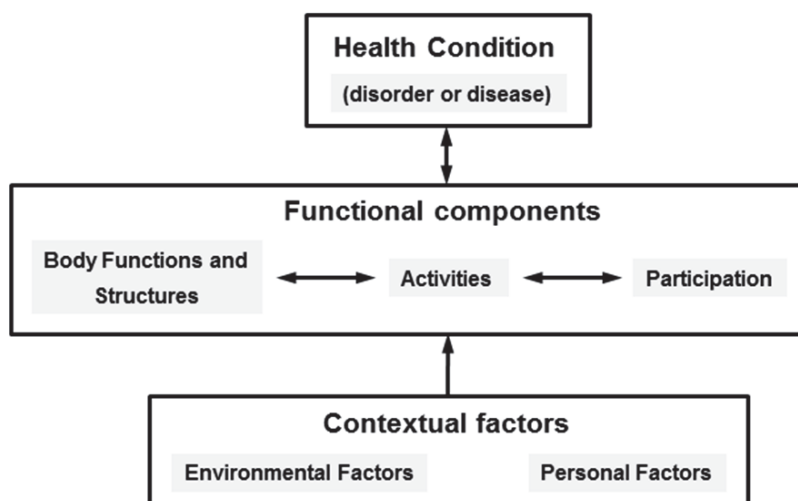 Health Condition
(disorder or disease)
Functional components
Body Functions and
Structures
Activities
Participation
Contextual factors
Environmental Factors
Personal Factors